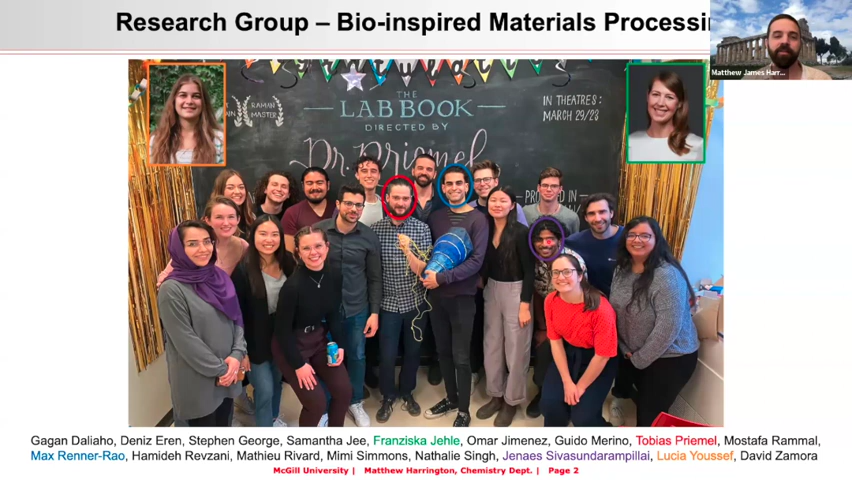 Research Group – Bio-inspired Materials Processi
Matthew James Harr...
THE
LAB BOOK
DIRECTED BY
Dr. Priemel
RAMAN
MASTER
IN THEATRES:
MARCH 29/23
Gagan Daliaho, Deniz Eren, Stephen George, Samantha Jee, Franziska Jehle, Omar Jimenez, Guido Merino, Tobias Priemel, Mostafa Rammal,
Max Renner-Rao, Hamideh Revzani, Mathieu Rivard, Mimi Simmons, Nathalie Singh, Jenaes Sivasundarampillai, Lucia Youssef, David Zamora
McGill University | Matthew Harrington, Chemistry Dept. | Page 2